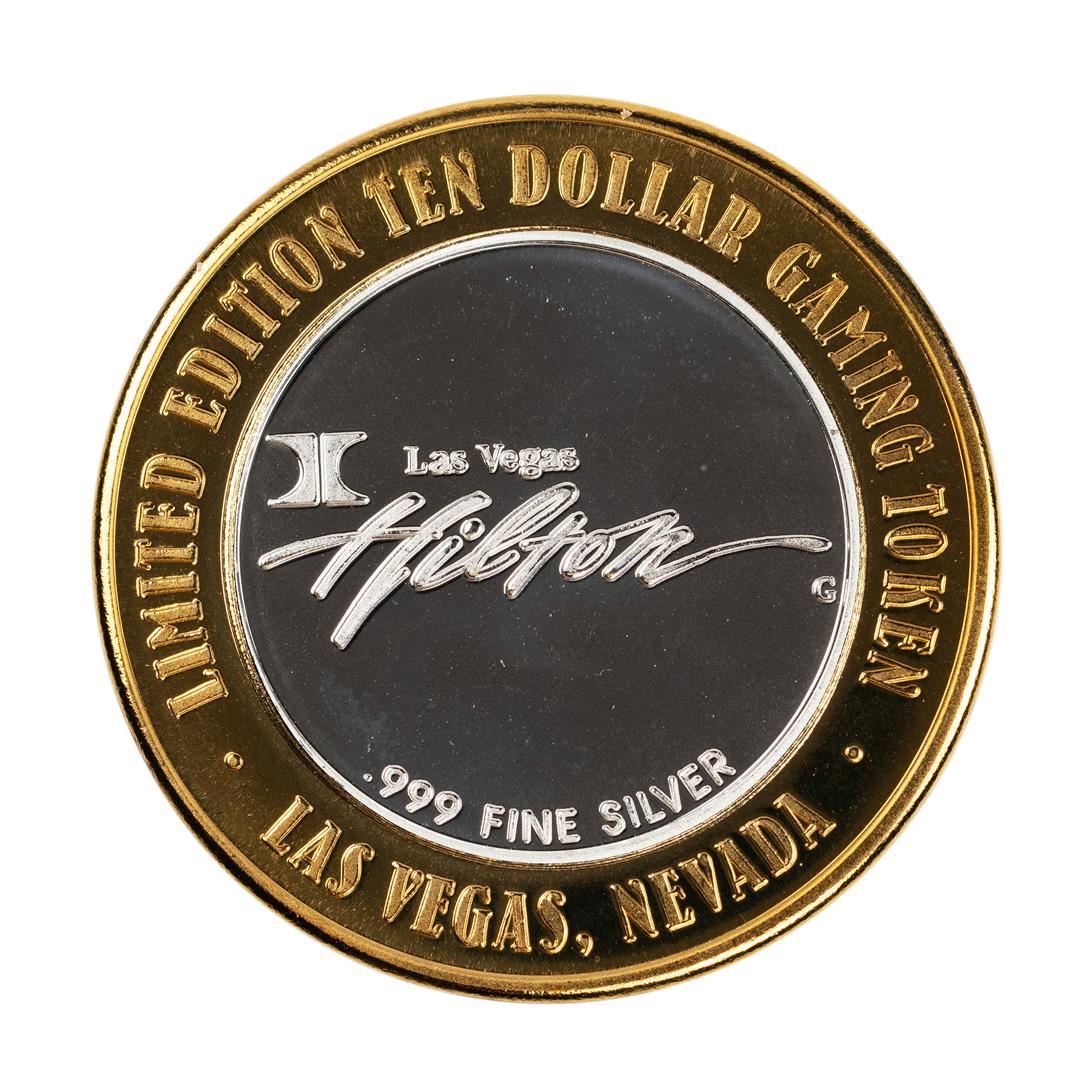 LIMITED EDITION TEN DOLLAR GAMING TOKEN
Las Vegas
Hilton
G
.999 FINE SILVER
LAS VEGAS, NEVADA